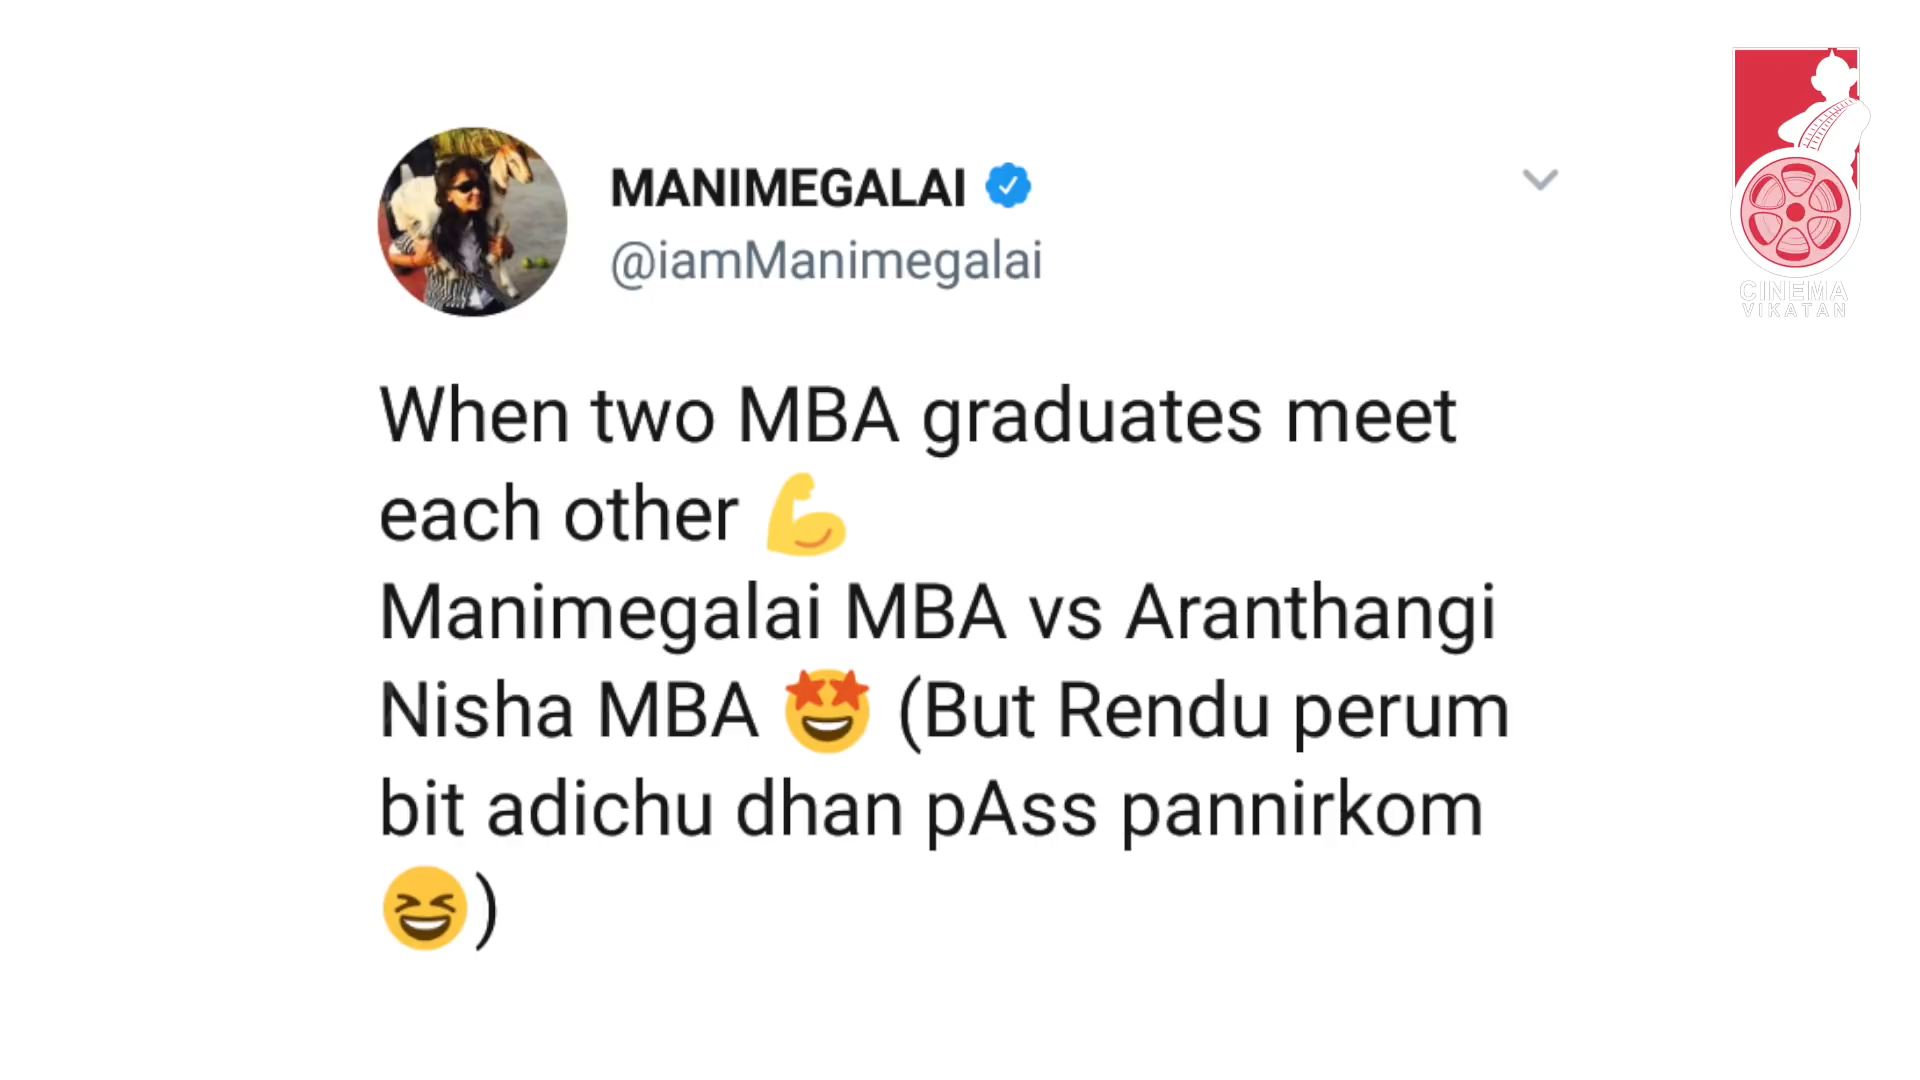 MANIMEGALAI
@iamManimegalai
When two MBA graduates meet
each other 💪
Manimegalai MBA vs Aranthangi
Nisha MBA 🤩 (But Rendu perum
bit adichu dhan pAss pannirkom
😆)
CINEMA
VIKATAN